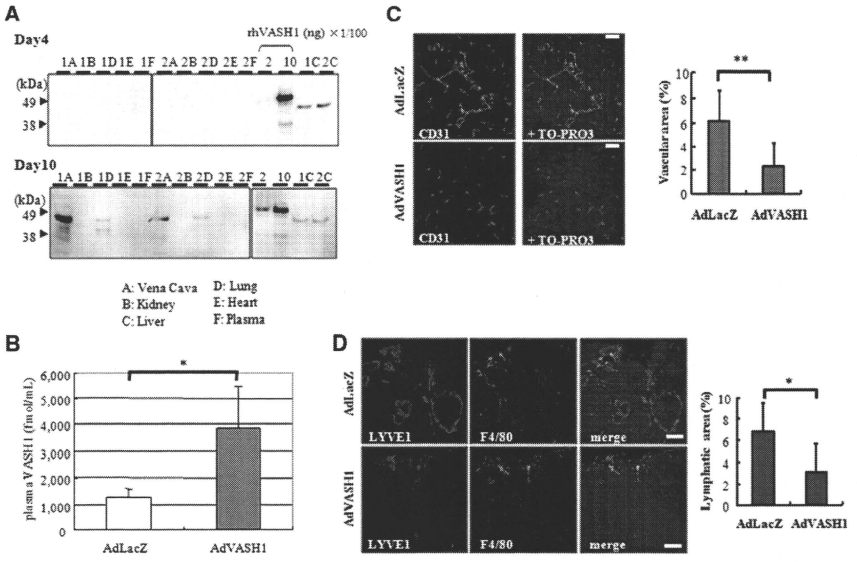 A
Day4
rhVASH1 (ng) ×1/100
1A 1B 1D 1E 1F 2A 2B 2D 2E 2F 2 10 1C 2C
(kDa)
49
38
Day10
1A 1B 1D 1E 1F 2A 2B 2D 2E 2F 2 10 1C 2C
(kDa)
49
38
A: Vena Cava
B: Kidney
C: Liver
D: Lung
E: Heart
F: Plasma
B
plasma VASH1 (fmol/mL)
6,000
5,000
4,000
3,000
2,000
1,000
0
*
AdLacZ AdVASH1
C
AdLacZ
CD31
+ TO-PRO3
AdVASH1
CD31
+ TO-PRO3
Vascular area (%)
10
8
6
4
2
0
**
AdLacZ AdVASH1
D
AdLacZ
LYVE1
F4/80
merge
AdVASH1
LYVE1
F4/80
merge
Lymphatic area (%)
10
8
6
4
2
0
*
AdLacZ AdVASH1